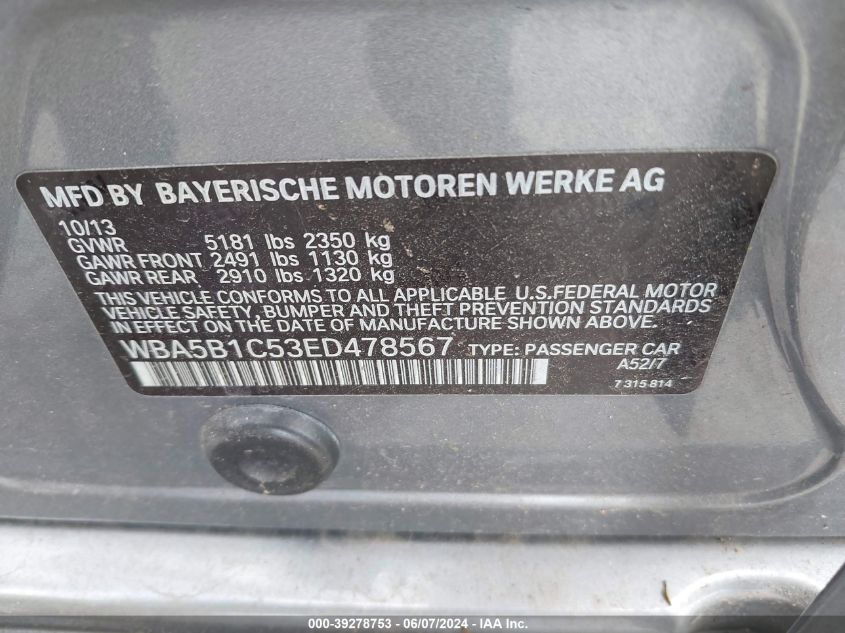 MFD BY BAYERISCHE MOTOREN WERKE AG
10/13
GVWR 5181 lbs 2350 kg
GAWR FRONT 2491 lbs 1130 kg
GAWR REAR 2910 lbs 1320 kg
THIS VEHICLE CONFORMS TO ALL APPLICABLE U.S.FEDERAL MOTOR
VEHICLE SAFETY, BUMPER AND THEFT PREVENTION STANDARDS
IN EFFECT ON THE DATE OF MANUFACTURE SHOWN ABOVE.
WBA5B1C53ED478567 TYPE: PASSENGER CAR
A52/7
7 315 814
000-39278753 - 06/07/2024 - IAA Inc.